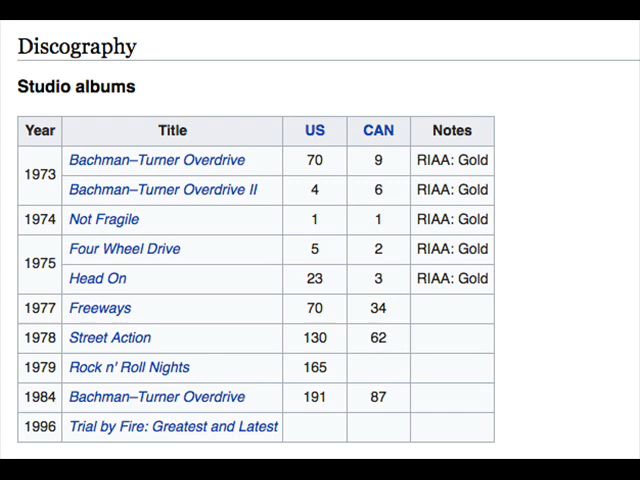 Discography
Studio albums
Year Title US CAN Notes
1973 Bachman–Turner Overdrive 70 9 RIAA: Gold
Bachman–Turner Overdrive II 4 6 RIAA: Gold
1974 Not Fragile 1 1 RIAA: Gold
1975 Four Wheel Drive 5 2 RIAA: Gold
Head On 23 3 RIAA: Gold
1977 Freeways 70 34
1978 Street Action 130 62
1979 Rock n' Roll Nights 165
1984 Bachman–Turner Overdrive 191 87
1996 Trial by Fire: Greatest and Latest